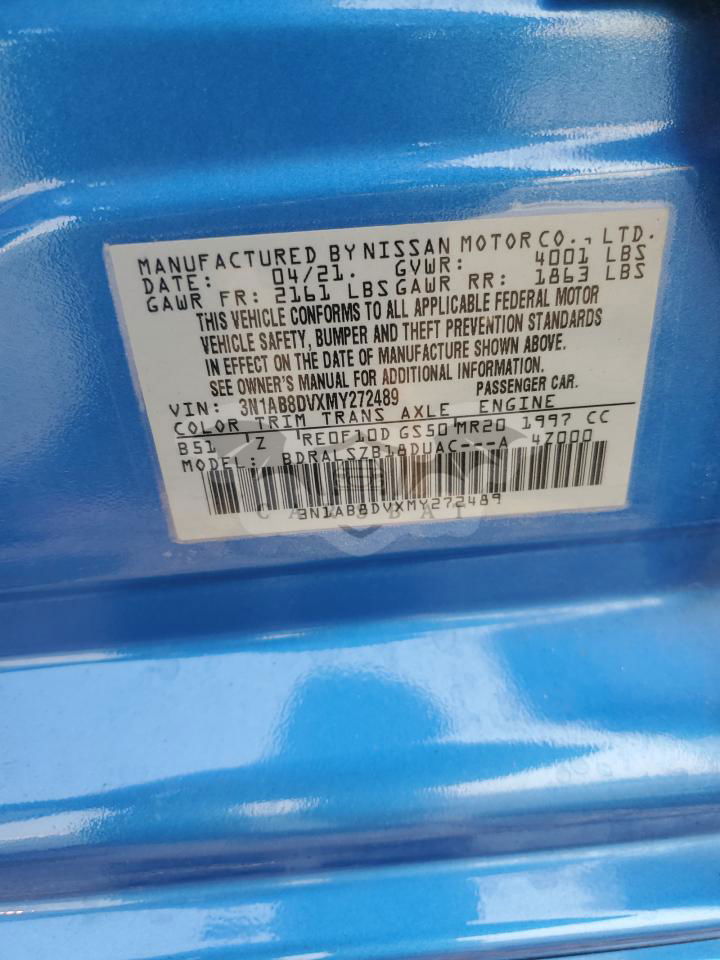 MANUFACTURED BY NISSAN MOTOR CO., LTD.
DATE: 04/21. GVWR: 4001 LBS
GAWR FR: 2161 LBS GAWR RR: 1863 LBS
THIS VEHICLE CONFORMS TO ALL APPLICABLE FEDERAL MOTOR
VEHICLE SAFETY, BUMPER AND THEFT PREVENTION STANDARDS
IN EFFECT ON THE DATE OF MANUFACTURE SHOWN ABOVE.
SEE OWNER'S MANUAL FOR ADDITIONAL INFORMATION.
VIN: 3N1AB8DVXMY272489 PASSENGER CAR.
COLOR TRIM TRANS AXLE ENGINE
B51 Z RE0F10D GS50 MR20 1997 CC
MODEL: BDRALSZB18DUAC---A 4Z000
3N1AB8DVXMY272489